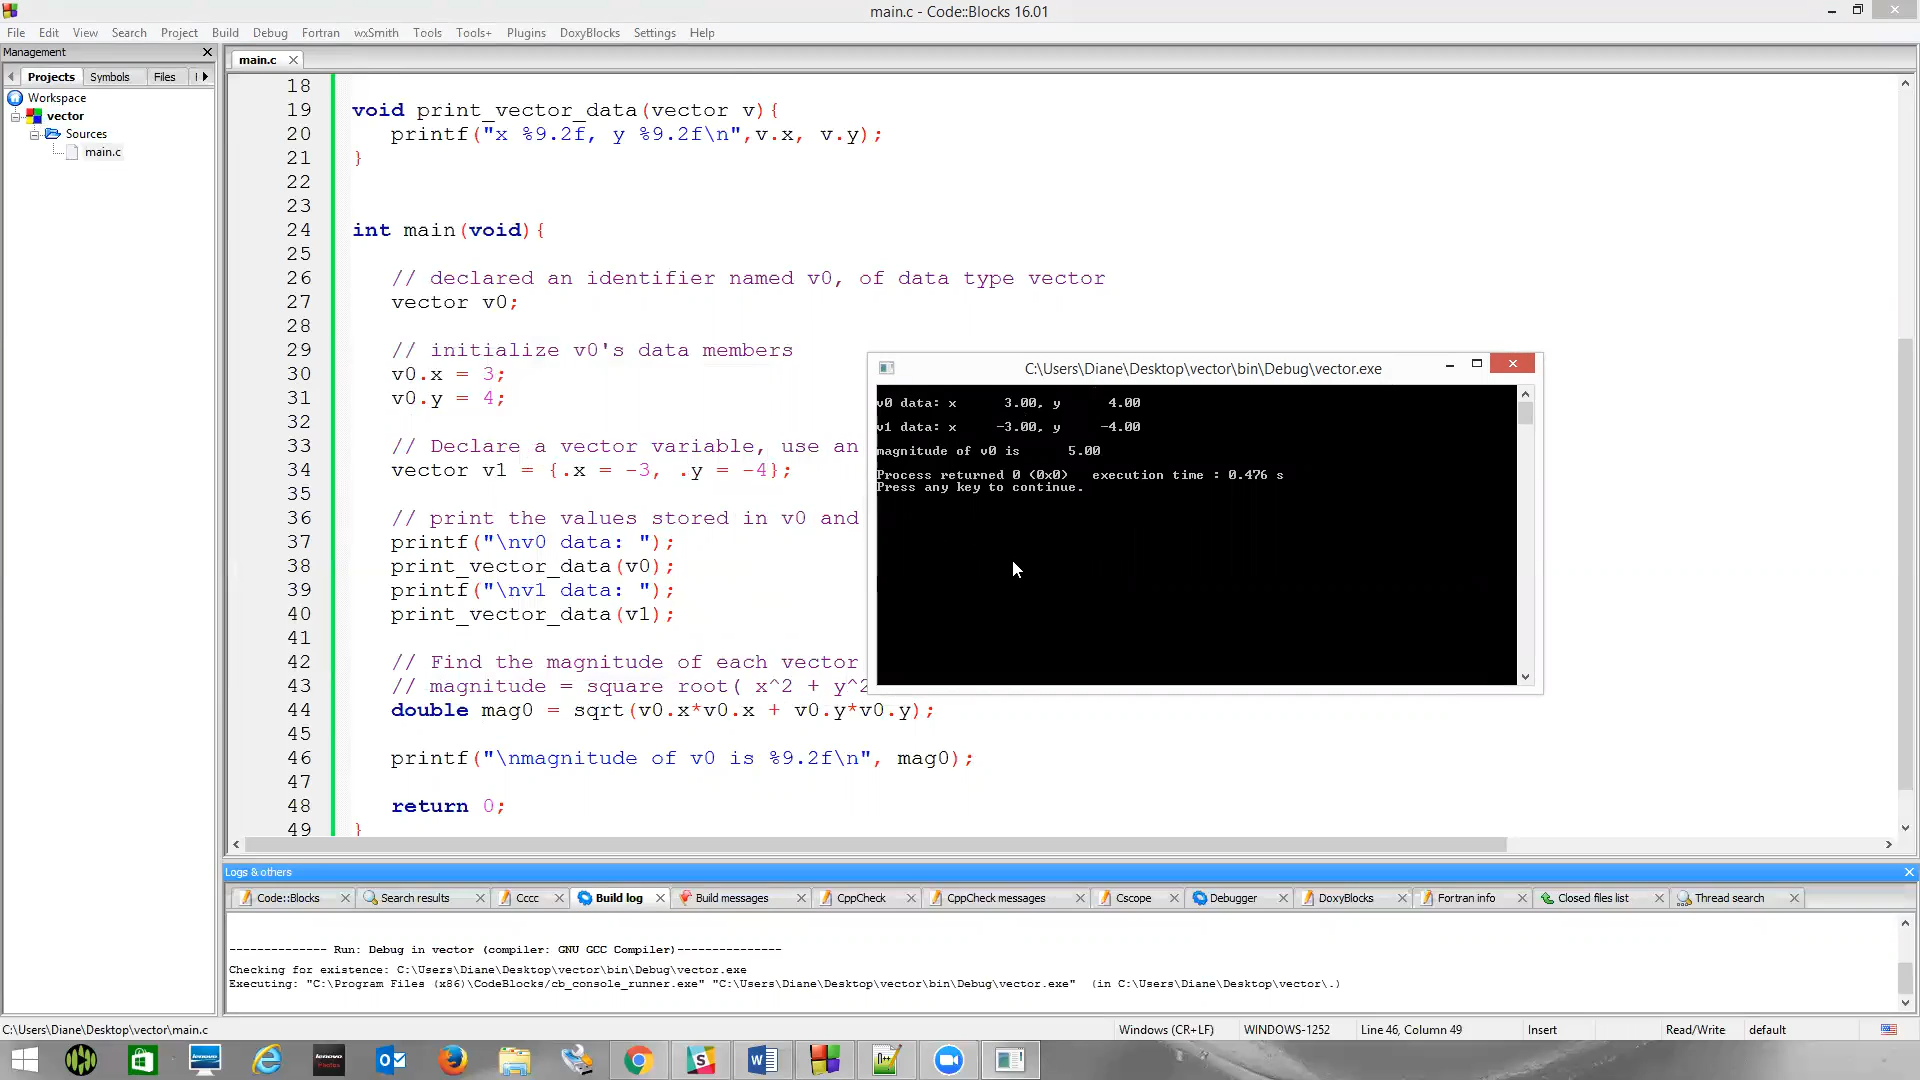 main.c - Code::Blocks 16.01
File Edit View Search Project Build Debug Fortran wxSmith Tools Tools+ Plugins DoxyBlocks Settings Help
Management
Projects Symbols Files
Workspace
vector
Sources
main.c
main.c
18
19 void print_vector_data(vector v){
20 printf("x %9.2f, y %9.2f\n",v.x, v.y);
21 }
22
23
24 int main(void){
25
26 // declared an identifier named v0, of data type vector
27 vector v0;
28
29 // initialize v0's data members
30 v0.x = 3;
31 v0.y = 4;
32
33 // Declare a vector variable, use an
34 vector v1 = {.x = -3, .y = -4};
35
36 // print the values stored in v0 and
37 printf("\nv0 data: ");
38 print_vector_data(v0);
39 printf("\nv1 data: ");
40 print_vector_data(v1);
41
42 // Find the magnitude of each vector
43 // magnitude = square root( x^2 + y^2
44 double mag0 = sqrt(v0.x*v0.x + v0.y*v0.y);
45
46 printf("\nmagnitude of v0 is %9.2f\n", mag0);
47
48 return 0;
49 }
C:\Users\Diane\Desktop\vector\bin\Debug\vector.exe
v0 data: x 3.00, y 4.00
v1 data: x -3.00, y -4.00
magnitude of v0 is 5.00
Process returned 0 (0x0) execution time : 0.476 s
Press any key to continue.
Logs & others
Code::Blocks Search results Cccc Build log Build messages CppCheck CppCheck messages Cscope Debugger DoxyBlocks Fortran info Closed files list Thread search
-------------- Run: Debug in vector (compiler: GNU GCC Compiler)---------------
Checking for existence: C:\Users\Diane\Desktop\vector\bin\Debug\vector.exe
Executing: "C:\Program Files (x86)\CodeBlocks/cb_console_runner.exe" "C:\Users\Diane\Desktop\vector\bin\Debug\vector.exe" (in C:\Users\Diane\Desktop\vector\.)
C:\Users\Diane\Desktop\vector\main.c Windows (CR+LF) WINDOWS-1252 Line 46, Column 49 Insert Read/Write default